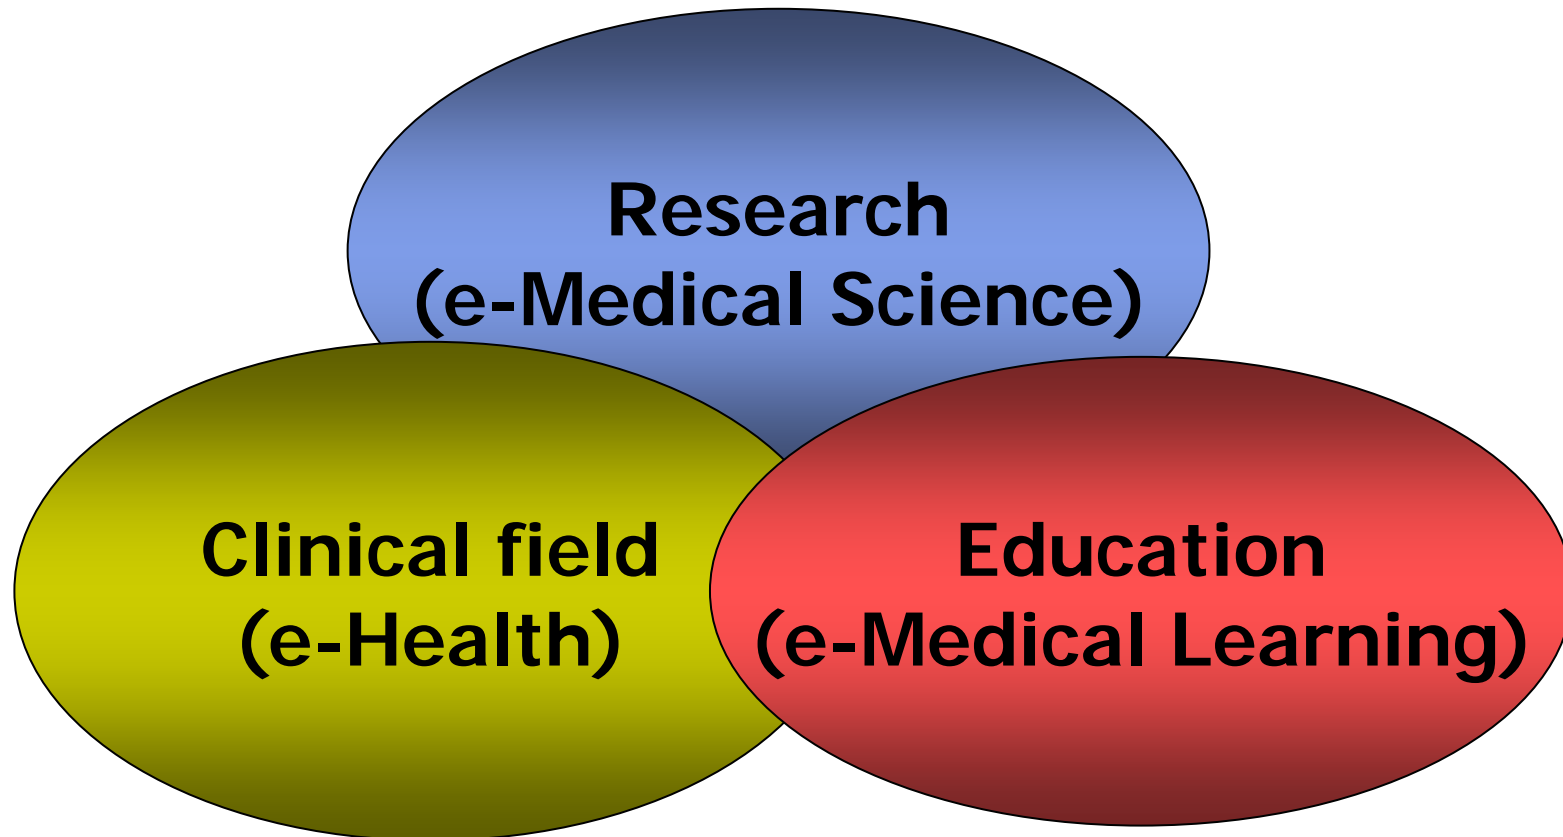 Research
(e-Medical Science)
Clinical field
(e-Health)
Education
(e-Medical Learning)